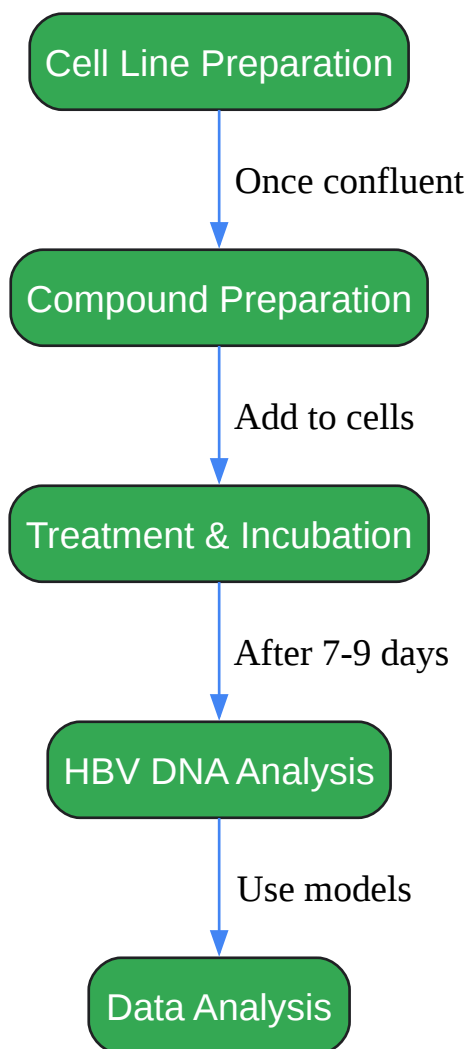 Cell Line Preparation
Once confluent
Compound Preparation
Add to cells
Treatment & Incubation
After 7-9 days
HBV DNA Analysis
Use models
Data Analysis